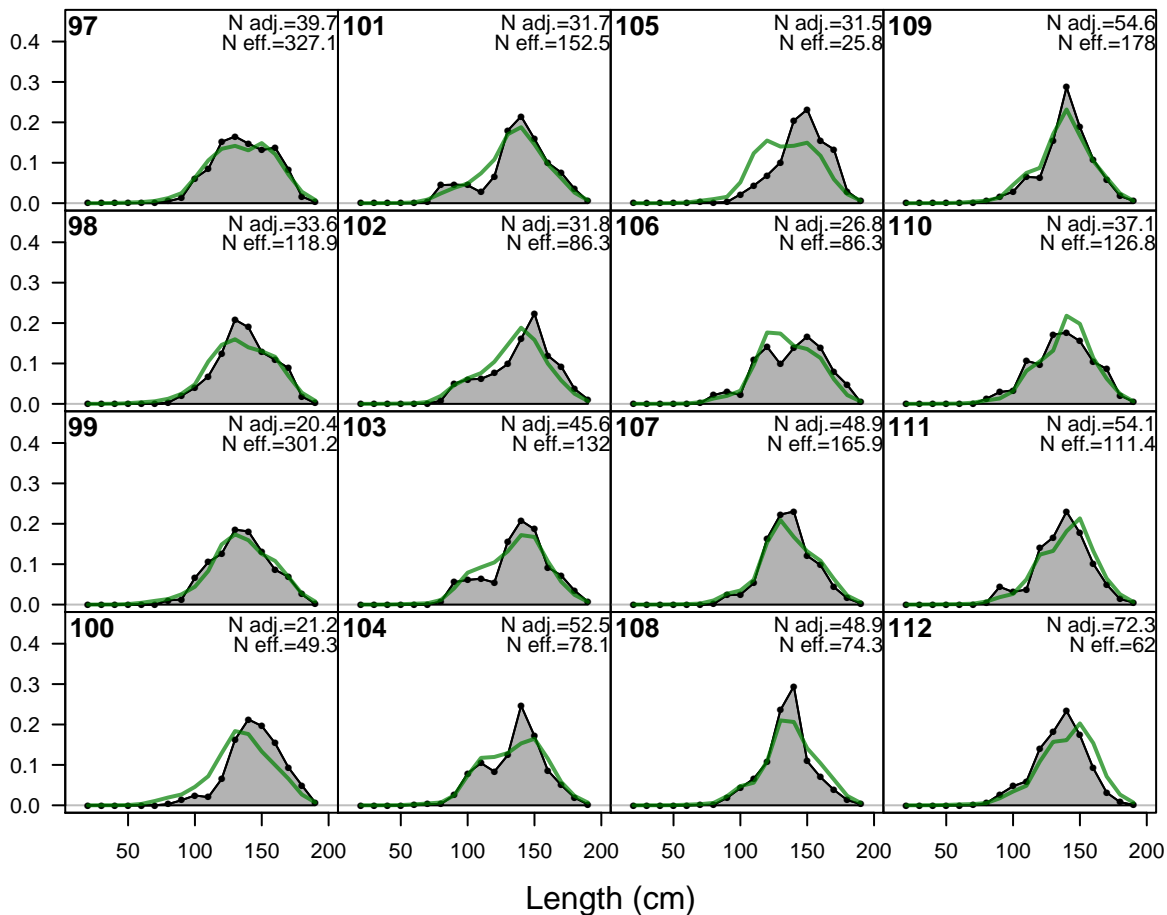 97 N adj.=39.7
N eff.=327.1
101 N adj.=31.7
N eff.=152.5
105 N adj.=31.5
N eff.=25.8
109 N adj.=54.6
N eff.=178
0.4
0.3
0.2
0.1
0.0
98 N adj.=33.6
N eff.=118.9
102 N adj.=31.8
N eff.=86.3
106 N adj.=26.8
N eff.=86.3
110 N adj.=37.1
N eff.=126.8
0.4
0.3
0.2
0.1
0.0
99 N adj.=20.4
N eff.=301.2
103 N adj.=45.6
N eff.=132
107 N adj.=48.9
N eff.=165.9
111 N adj.=54.1
N eff.=111.4
0.4
0.3
0.2
0.1
0.0
100 N adj.=21.2
N eff.=49.3
104 N adj.=52.5
N eff.=78.1
108 N adj.=48.9
N eff.=74.3
112 N adj.=72.3
N eff.=62
0.4
0.3
0.2
0.1
0.0
50 100 150 200 50 100 150 200 50 100 150 200 50 100 150 200
Length (cm)